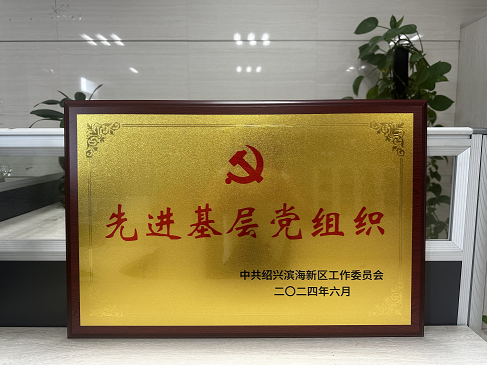 先进基层党组织
中共绍兴滨海新区工作委员会
二〇二四年六月